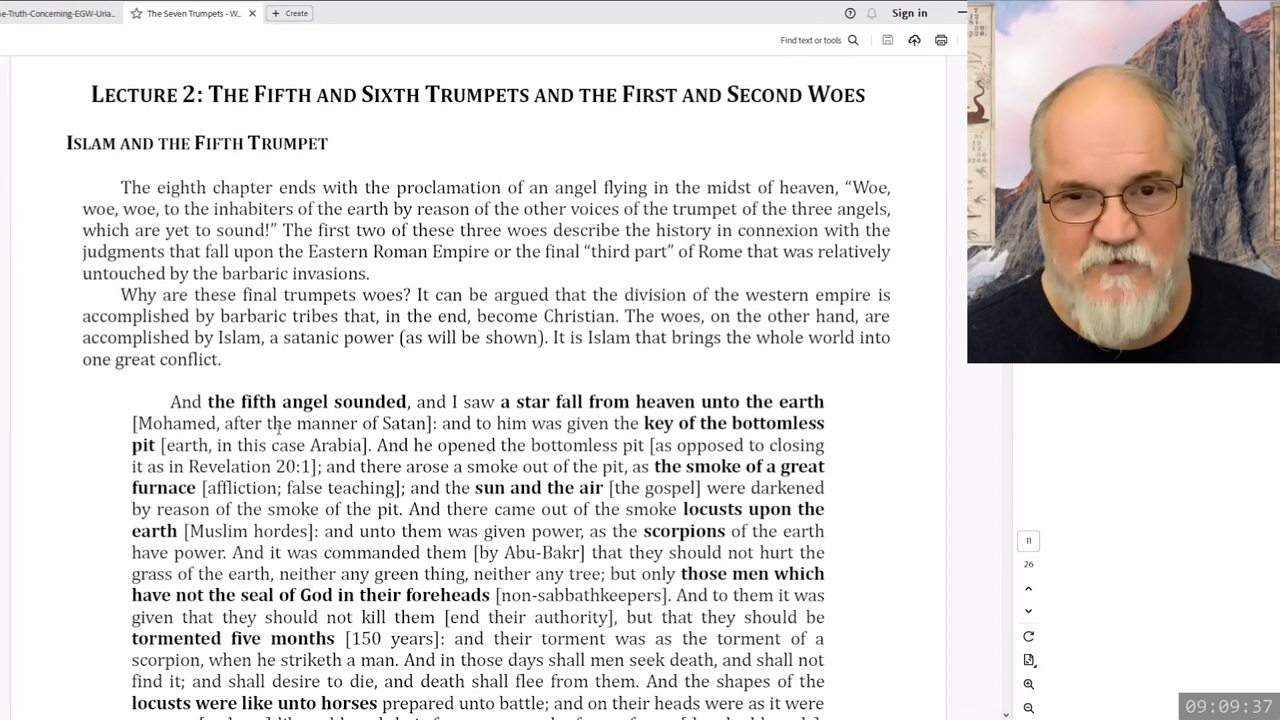 e-Truth-Concerning-EGW-Uria...
The Seven Trumpets - W...
Create
Sign in
Find text or tools
LECTURE 2: THE FIFTH AND SIXTH TRUMPETS AND THE FIRST AND SECOND WOES
ISLAM AND THE FIFTH TRUMPET
The eighth chapter ends with the proclamation of an angel flying in the midst of heaven, “Woe,
woe, woe, to the inhabiters of the earth by reason of the other voices of the trumpet of the three angels,
which are yet to sound!” The first two of these three woes describe the history in connexion with the
judgments that fall upon the Eastern Roman Empire or the final “third part” of Rome that was relatively
untouched by the barbaric invasions.
Why are these final trumpets woes? It can be argued that the division of the western empire is
accomplished by barbaric tribes that, in the end, become Christian. The woes, on the other hand, are
accomplished by Islam, a satanic power (as will be shown). It is Islam that brings the whole world into
one great conflict.
And the fifth angel sounded, and I saw a star fall from heaven unto the earth
[Mohamed, after the manner of Satan]: and to him was given the key of the bottomless
pit [earth, in this case Arabia]. And he opened the bottomless pit [as opposed to closing
it as in Revelation 20:1]; and there arose a smoke out of the pit, as the smoke of a great
furnace [affliction; false teaching]; and the sun and the air [the gospel] were darkened
by reason of the smoke of the pit. And there came out of the smoke locusts upon the
earth [Muslim hordes]: and unto them was given power, as the scorpions of the earth
have power. And it was commanded them [by Abu-Bakr] that they should not hurt the
grass of the earth, neither any green thing, neither any tree; but only those men which
have not the seal of God in their foreheads [non-sabbathkeepers]. And to them it was
given that they should not kill them [end their authority], but that they should be
tormented five months [150 years]: and their torment was as the torment of a
scorpion, when he striketh a man. And in those days shall men seek death, and shall not
find it; and shall desire to die, and death shall flee from them. And the shapes of the
locusts were like unto horses prepared unto battle; and on their heads were as it were
11
26
09:09:37